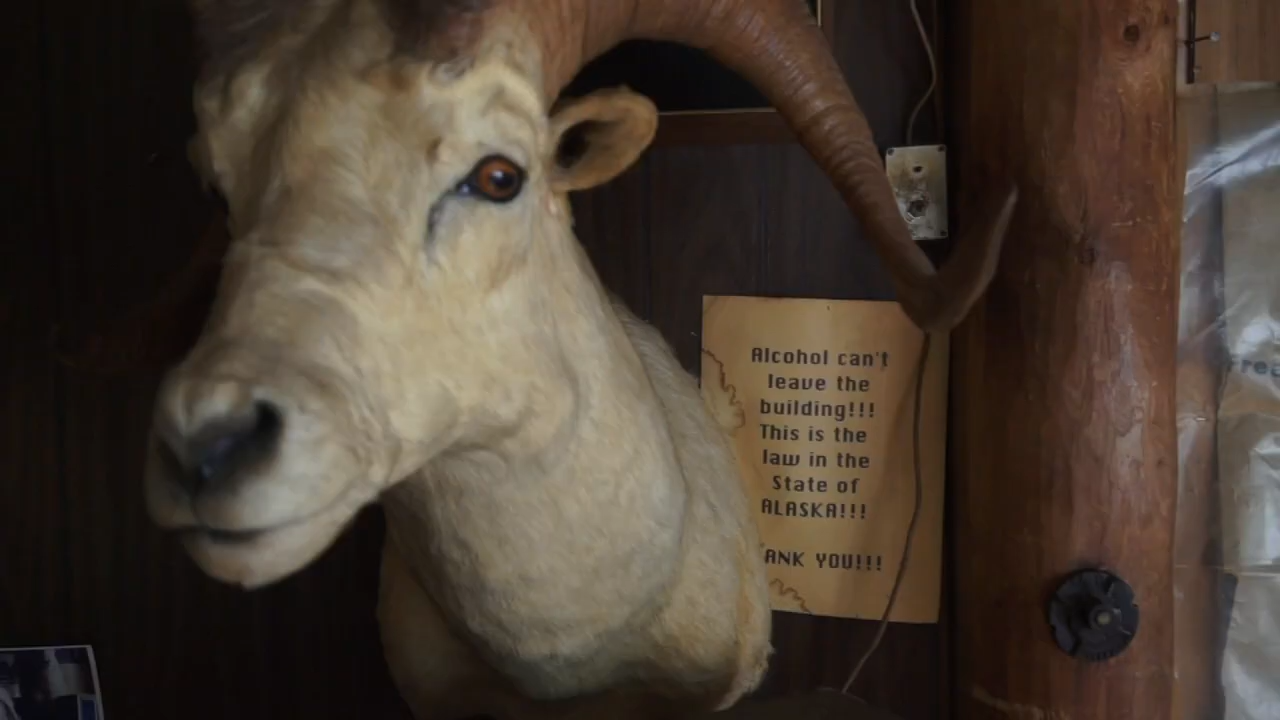 Alcohol can't
leave the
building!!!
This is the
law in the
State of
ALASKA!!!
ANK YOU!!!